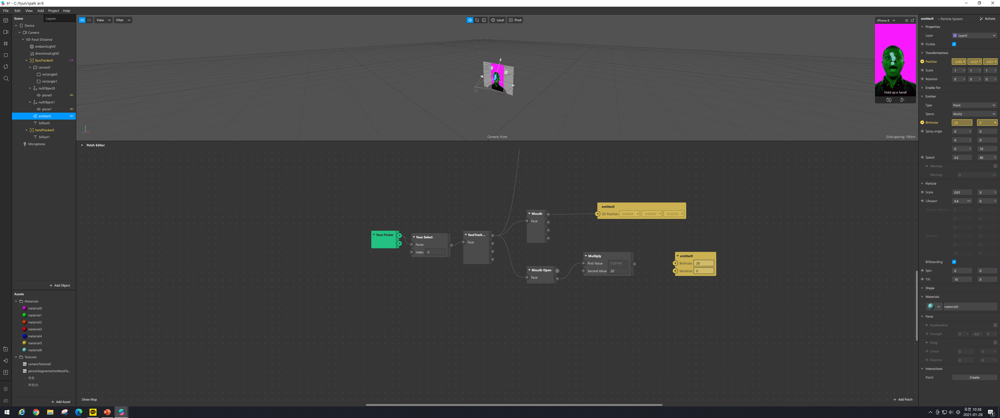 6* - C:/hyun/spark ar/6
File Edit View Add Project Help
Scene Layers
Device
Camera
Focal Distance
ambientLight0
directionalLight0
faceTracker0
canvas0
rectangle0
rectangle1
nullObject0
plane0
nullObject1
plane1
emitter0
3dText0
handTracker0
3dText1
Microphone
+ Add Object
Assets
Materials
material0
material1
material2
material3
material4
material5
material6
Textures
cameraTexture0
personSegmentationMaskTe...
하트
하트(1)
+ Add Asset
3D 2D View Filter
Local Pivot
iPhone 8
Hold up a hand!
Camera: Front
Grid spacing: 100cm
Patch Editor
Face Finder
Face Select
Faces
Index 0
faceTrack...
Face
Mouth
Face
emitter0
3D Position 0.00044 X -0.03047 Y -0.02205 Z
Mouth Open
Face
Multiply
First Value 0.59749
Second Value 20
emitter0
Birthrate 20
Variation 0
Show Map
+ Add Patch
emitter0 – Particle System Actions
Properties
Layer layer0
Visible
Transformations
Position X Y Z
Scale 1 X 1 Y 1 Z
Rotation 0 X 0 Y 0 Z
Enable For
Emitter
Type Point
Space World
Birthrate 20 0 %
Spray angle 0 X 0 °
0 Y 0 °
0 Z 10 °
Speed 0.2 40 %
Warmup
Warmup 0 SEC
Particle
Scale 0.01 0 %
Lifespan 0.4 SEC 0 %
Angular Velocity 0 0
0 0
0 0
Rotation 0 0
0 0
10 0
Billboarding
Spin 0 ° 0 °
Tilt 10 ° 0 °
Shape
Materials
material6
Force
Acceleration
Strength 0 X Y 0 Z
Drag
Linear 0 0 %
Rotation 0 0 %
Interactions
Patch Create
오전 10:38
2021-01-28